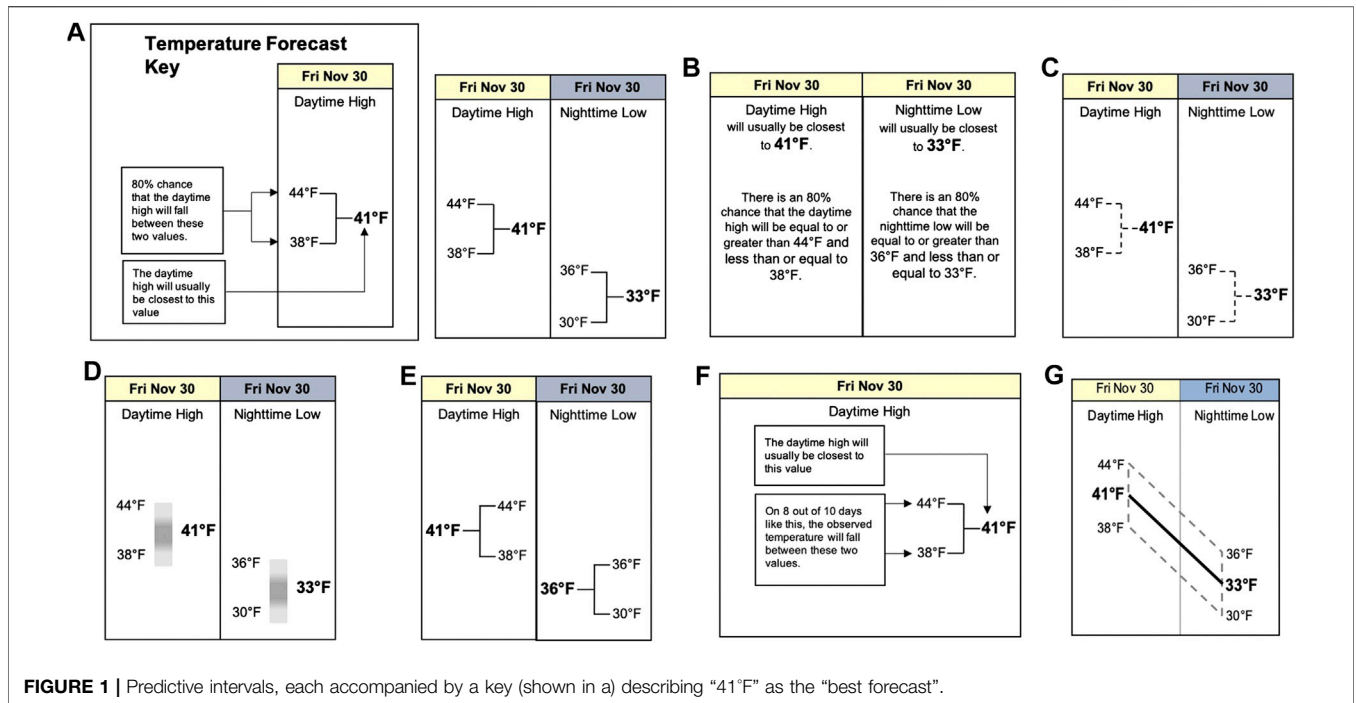 A
Temperature Forecast
Key
Fri Nov 30
Daytime High
80% chance
that the daytime
high will fall
between these
two values.
44°F
41°F
38°F
The daytime
high will usually
be closest to this
value
Fri Nov 30
Fri Nov 30
Daytime High
Nighttime Low
44°F
41°F
38°F
36°F
33°F
30°F
B
Fri Nov 30
Fri Nov 30
Daytime High
will usually be closest
to 41°F.
There is an 80%
chance that the daytime
high will be equal to or
greater than 44°F and
less than or equal to
38°F.
Nighttime Low
will usually be closest
to 33°F.
There is an 80%
chance that the
nighttime low will be
equal to or greater than
36°F and less than or
equal to 33°F.
C
Fri Nov 30
Fri Nov 30
Daytime High
Nighttime Low
44°F
41°F
38°F
36°F
33°F
30°F
D
Fri Nov 30
Fri Nov 30
Daytime High
Nighttime Low
44°F
41°F
38°F
36°F
33°F
30°F
E
Fri Nov 30
Fri Nov 30
Daytime High
Nighttime Low
44°F
41°F
38°F
36°F
36°F
30°F
F
Fri Nov 30
Daytime High
The daytime high will
usually be closest to
this value
On 8 out of 10 days
like this, the observed
temperature will fall
between these two
values.
44°F
41°F
38°F
G
Fri Nov 30
Fri Nov 30
Daytime High
Nighttime Low
44°F
41°F
38°F
36°F
33°F
30°F
FIGURE 1 | Predictive intervals, each accompanied by a key (shown in a) describing “41°F” as the “best forecast”.